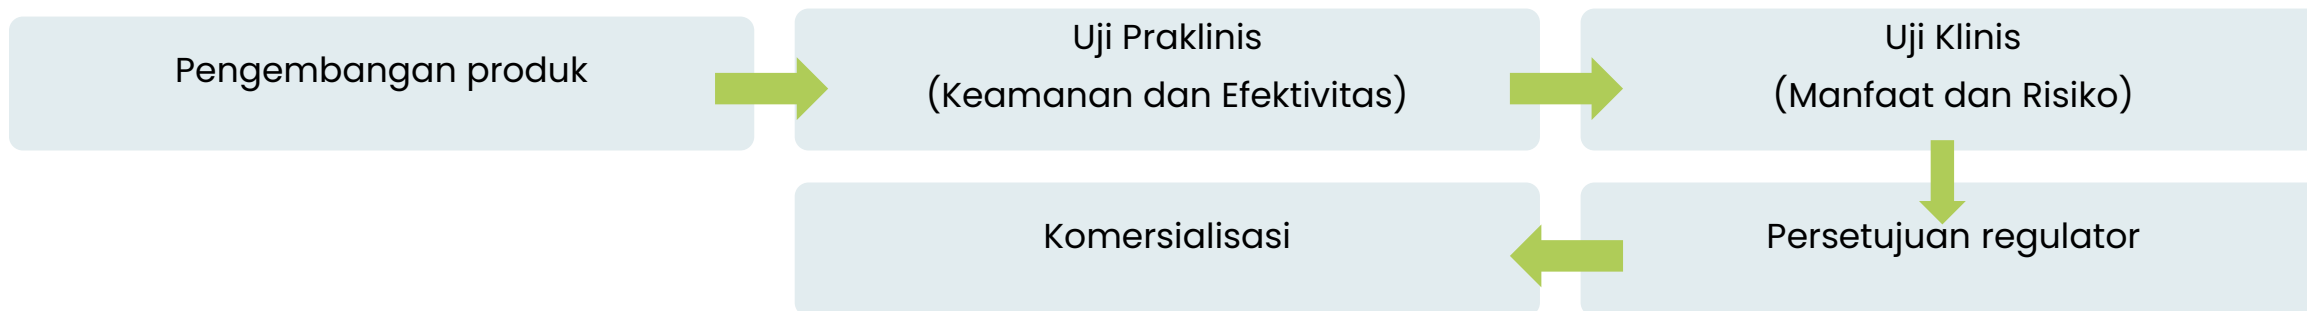 Pengembangan produk
Uji Praklinis
(Keamanan dan Efektivitas)
Uji Klinis
(Manfaat dan Risiko)
Persetujuan regulator
Komersialisasi